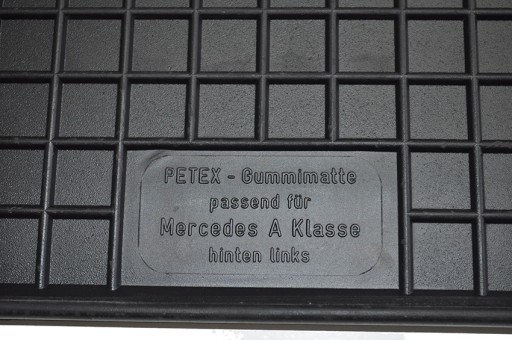 PETEX - Gummimatte
passend für
Mercedes A Klasse
hinten links